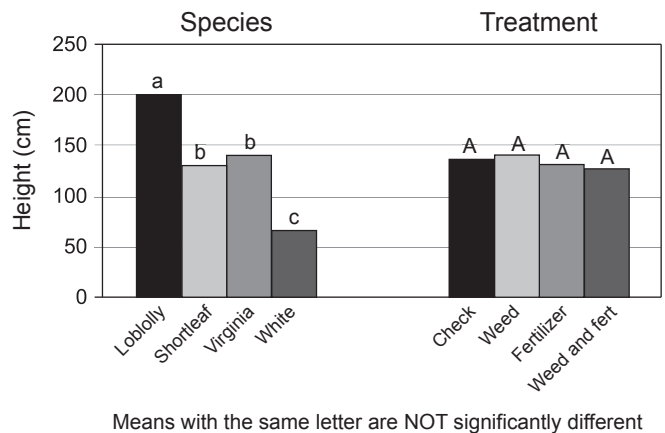 Species
Treatment
Height (cm)
250
200
150
100
50
0
a
b
b
c
A
A
A
A
Loblolly
Shortleaf
Virginia
White
Check
Weed
Fertilizer
Weed and fert
Means with the same letter are NOT significantly different